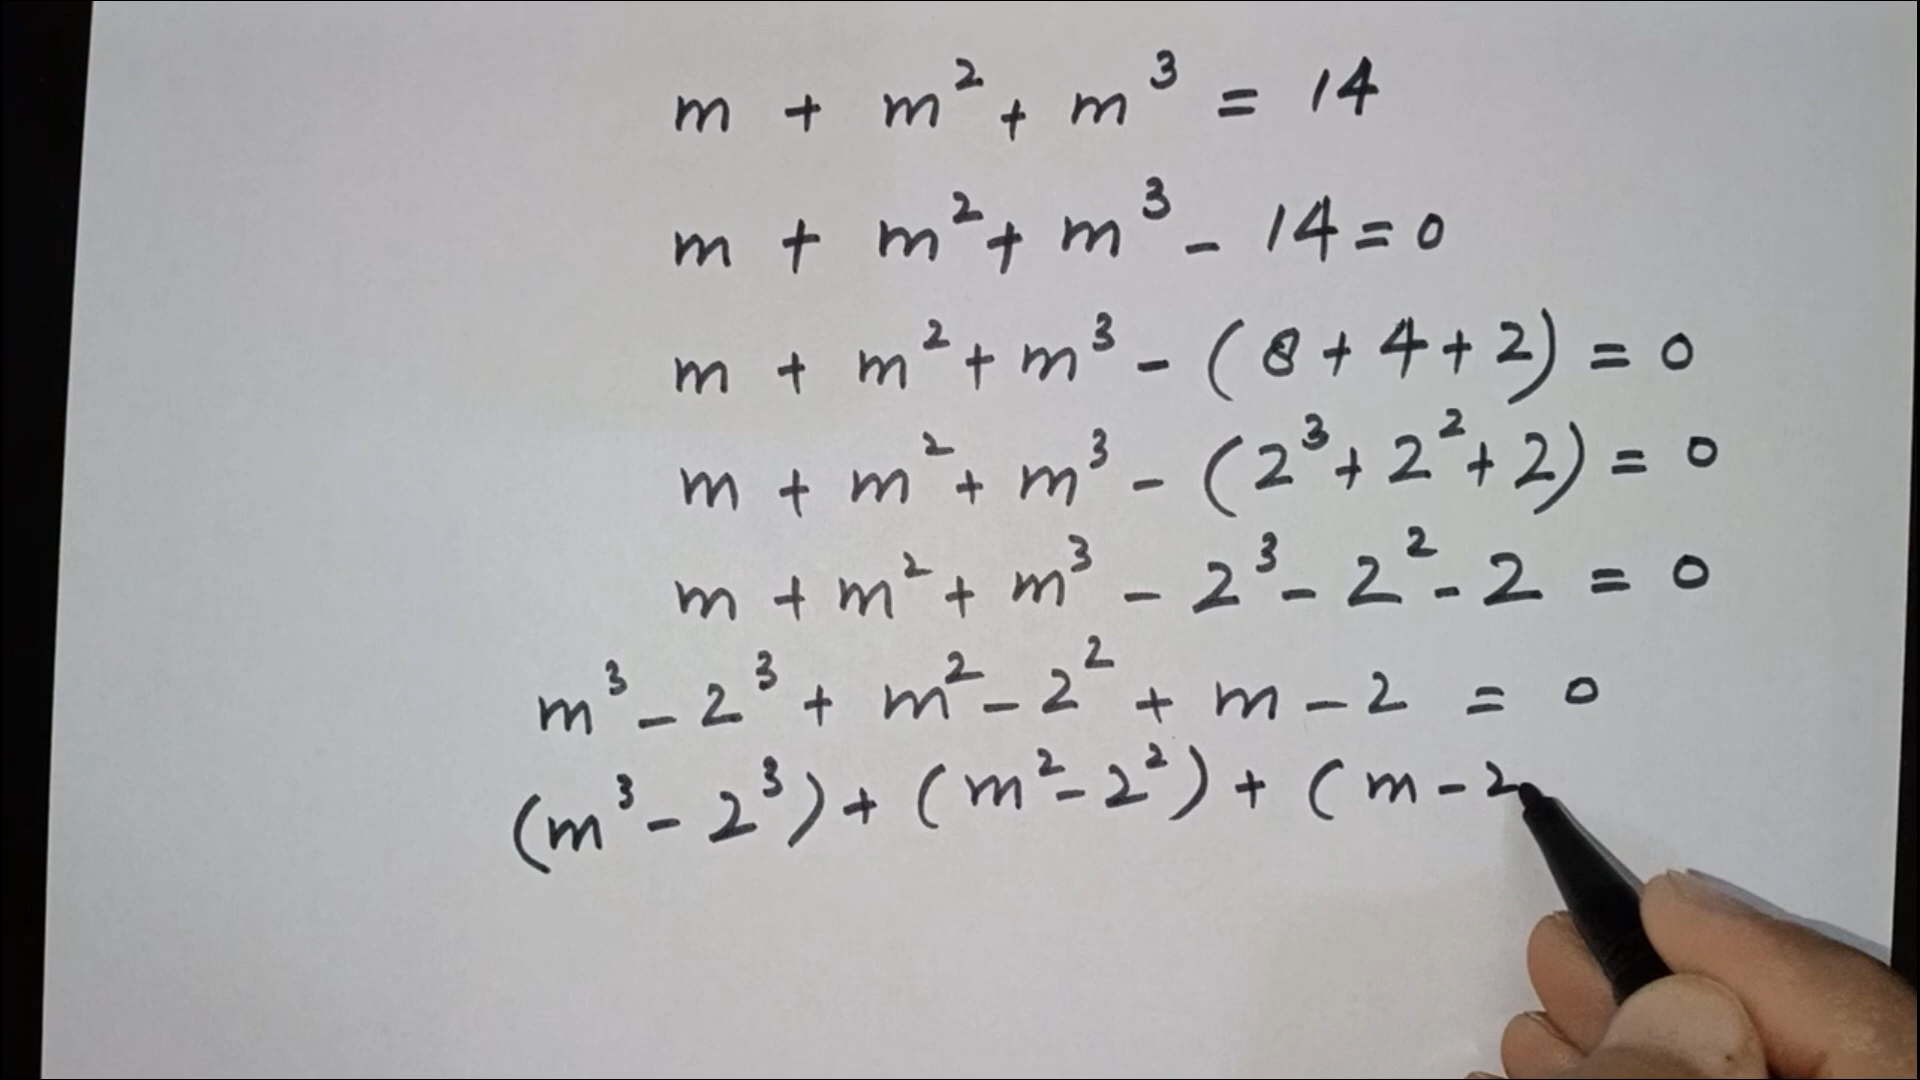 m + m² + m³ = 14
m + m² + m³ - 14 = 0
m + m² + m³ - (8 + 4 + 2) = 0
m + m² + m³ - (2³ + 2² + 2) = 0
m + m² + m³ - 2³ - 2² - 2 = 0
m³ - 2³ + m² - 2² + m - 2 = 0
(m³ - 2³) + (m² - 2²) + (m - 2